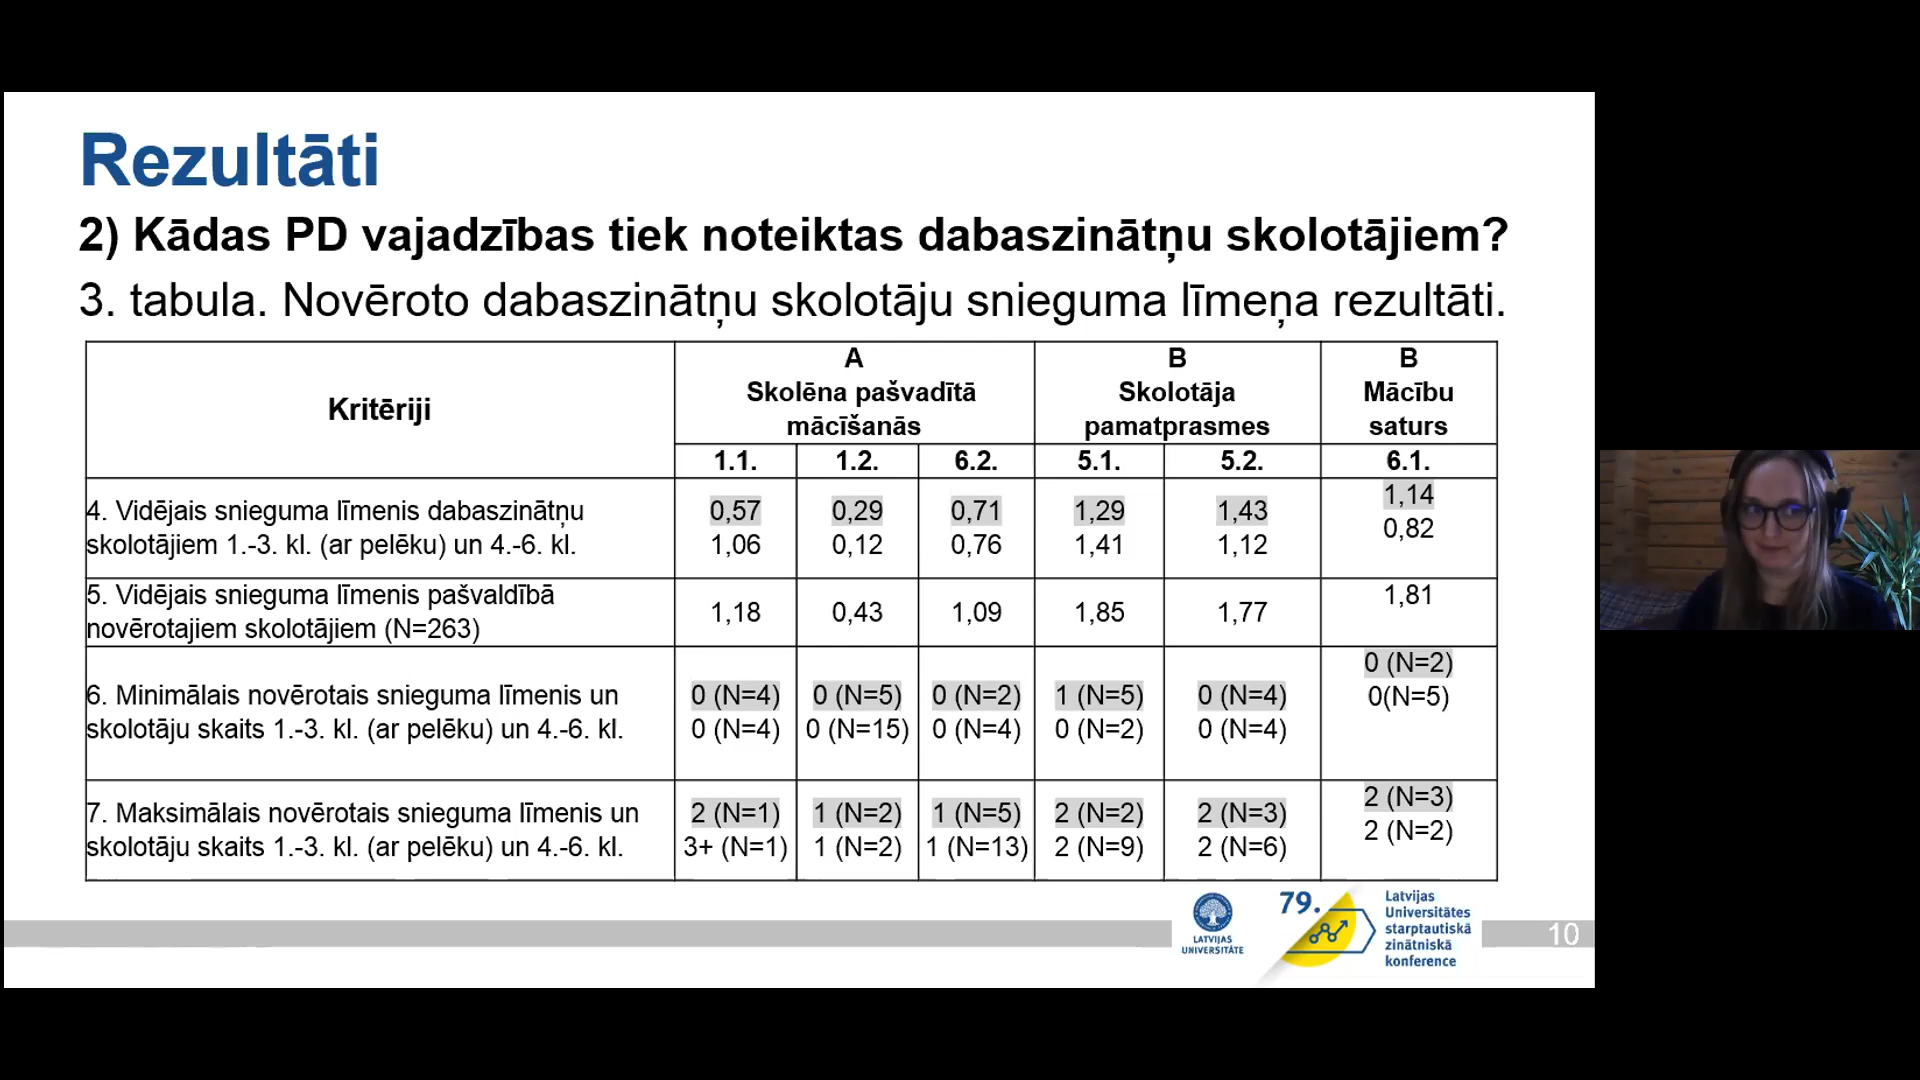 Rezultāti
2) Kādas PD vajadzības tiek noteiktas dabaszinātņu skolotājiem?
3. tabula. Novēroto dabaszinātņu skolotāju snieguma līmeņa rezultāti.
Kritēriji
A
Skolēna pašvadītā
mācīšanās
B
Skolotāja
pamatprasmes
B
Mācību
saturs
1.1. 1.2. 6.2. 5.1. 5.2. 6.1.
4. Vidējais snieguma līmenis dabaszinātņu
skolotājiem 1.-3. kl. (ar pelēku) un 4.-6. kl.
0,57 0,29 0,71 1,29 1,43 1,14
1,06 0,12 0,76 1,41 1,12 0,82
5. Vidējais snieguma līmenis pašvaldībā
novērotajiem skolotājiem (N=263)
1,18 0,43 1,09 1,85 1,77 1,81
6. Minimālais novērotais snieguma līmenis un
skolotāju skaits 1.-3. kl. (ar pelēku) un 4.-6. kl.
0 (N=4) 0 (N=5) 0 (N=2) 1 (N=5) 0 (N=4) 0 (N=2)
0 (N=4) 0 (N=15) 0 (N=4) 0 (N=2) 0 (N=4) 0(N=5)
7. Maksimālais novērotais snieguma līmenis un
skolotāju skaits 1.-3. kl. (ar pelēku) un 4.-6. kl.
2 (N=1) 1 (N=2) 1 (N=5) 2 (N=2) 2 (N=3) 2 (N=3)
3+ (N=1) 1 (N=2) 1 (N=13) 2 (N=9) 2 (N=6) 2 (N=2)
LATVIJAS
UNIVERSITĀTE
79.
Latvijas
Universitātes
starptautiskā
zinātniskā
konference
10